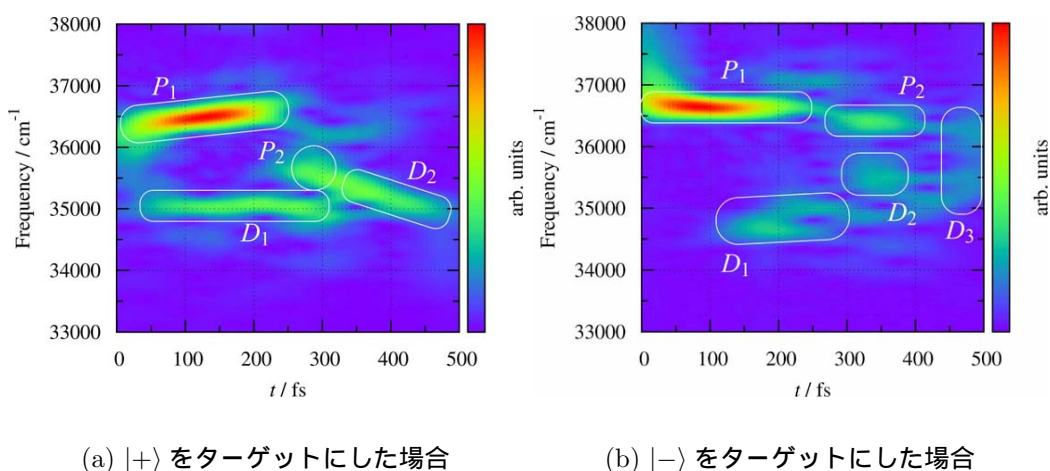 (a)
38000
37000
36000
35000
34000
33000
Frequency / cm⁻¹
P₁
P₂
D₁
D₂
0 100 200 300 400 500
t / fs
arb. units
(b)
38000
37000
36000
35000
34000
33000
Frequency / cm⁻¹
P₁
P₂
D₁
D₂
D₃
0 100 200 300 400 500
t / fs
arb. units
(a) |+⟩ をターゲットにした場合
(b) |−⟩ をターゲットにした場合